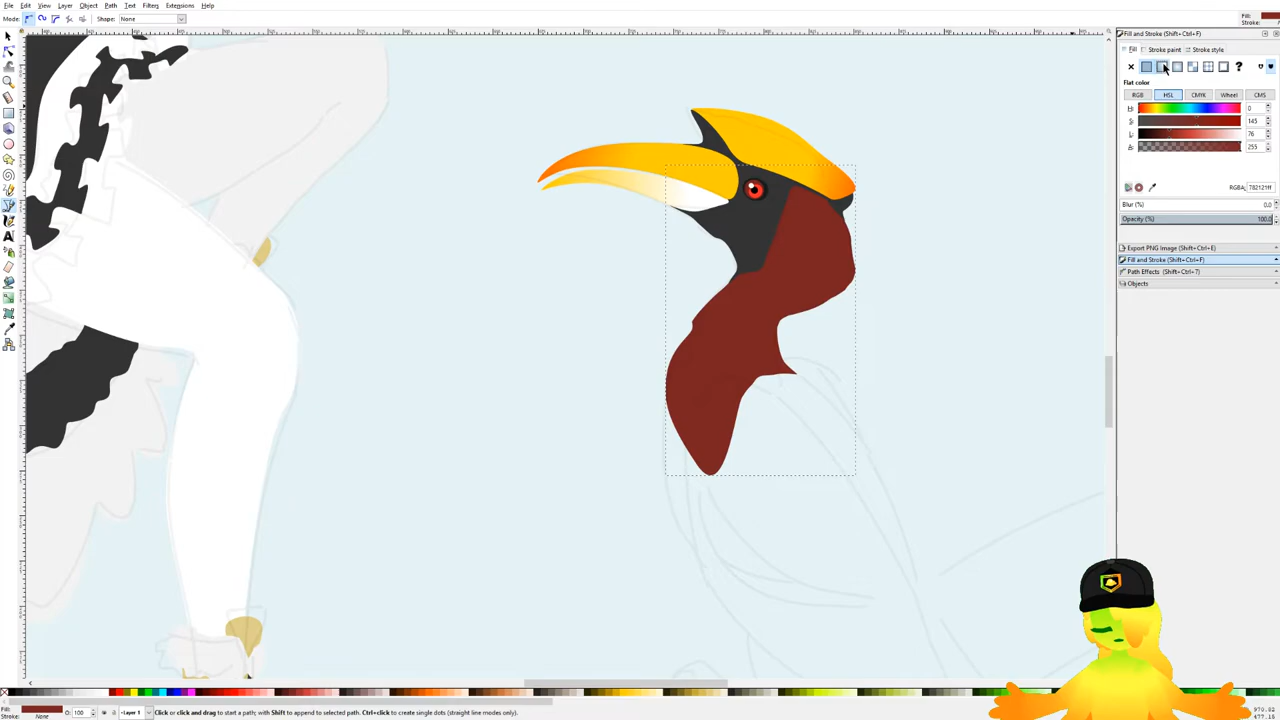 File Edit View Layer Object Path Text Filters Extensions Help
Mode: Shape: None
Fill:
Stroke:
Fill and Stroke (Shift+Ctrl+F)
Fill Stroke paint Stroke style
Flat color
RGB HSL CMYK Wheel CMS
H: 0
S: 145
L: 76
A: 255
RGBA: 782121ff
Blur (%) 0.0
Opacity (%) 100.0
Export PNG Image (Shift+Ctrl+E)
Fill and Stroke (Shift+Ctrl+F)
Path Effects (Shift+Ctrl+7)
Objects
Fill:
Stroke: None
O: 100
Layer 1
Click or click and drag to start a path; with Shift to append to selected path. Ctrl+click to create single dots (straight line modes only).